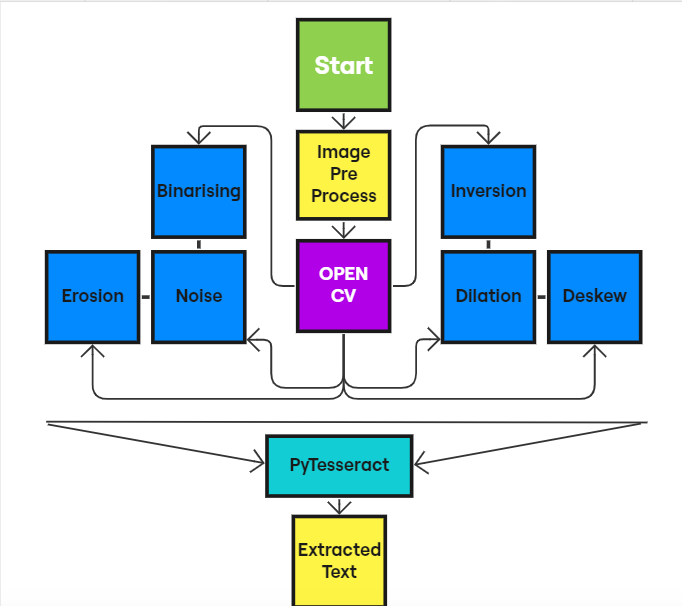 Start
Image
Pre
Process
Binarising
Inversion
OPEN
CV
Erosion
Noise
Dilation
Deskew
PyTesseract
Extracted
Text